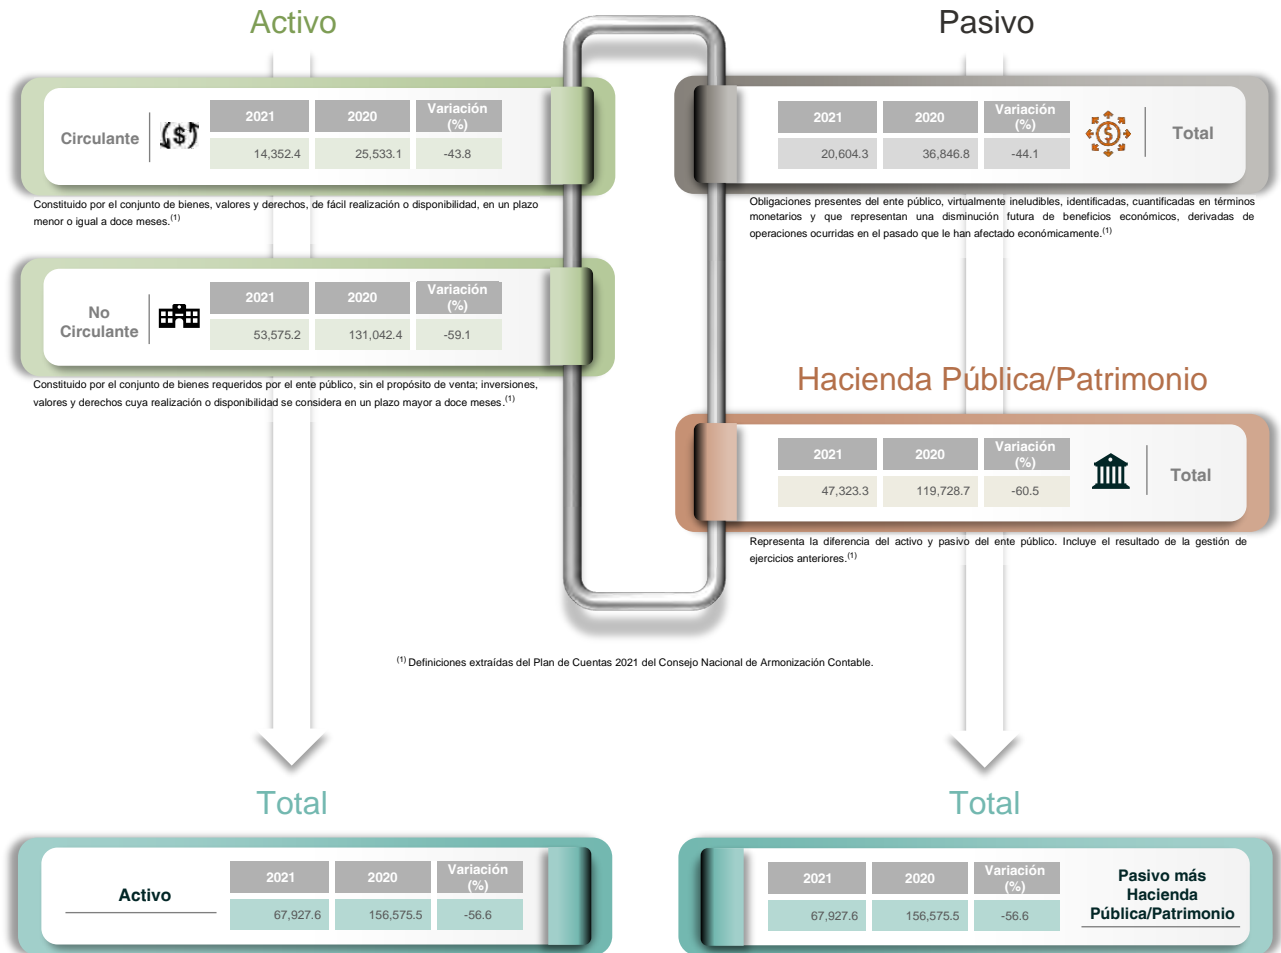 Activo
Circulante
2021 2020 Variación (%)
14,352.4 25,533.1 -43.8
Constituido por el conjunto de bienes, valores y derechos, de fácil realización o disponibilidad, en un plazo
menor o igual a doce meses.(1)
No
Circulante
2021 2020 Variación (%)
53,575.2 131,042.4 -59.1
Constituido por el conjunto de bienes requeridos por el ente público, sin el propósito de venta; inversiones,
valores y derechos cuya realización o disponibilidad se considera en un plazo mayor a doce meses.(1)
Pasivo
2021 2020 Variación (%)
20,604.3 36,846.8 -44.1
Total
Obligaciones presentes del ente público, virtualmente ineludibles, identificadas, cuantificadas en términos
monetarios y que representan una disminución futura de beneficios económicos, derivadas de
operaciones ocurridas en el pasado que le han afectado económicamente.(1)
Hacienda Pública/Patrimonio
2021 2020 Variación (%)
47,323.3 119,728.7 -60.5
Total
Representa la diferencia del activo y pasivo del ente público. Incluye el resultado de la gestión de
ejercicios anteriores.(1)
(1) Definiciones extraídas del Plan de Cuentas 2021 del Consejo Nacional de Armonización Contable.
Total
Activo
2021 2020 Variación (%)
67,927.6 156,575.5 -56.6
Total
2021 2020 Variación (%)
67,927.6 156,575.5 -56.6
Pasivo más
Hacienda
Pública/Patrimonio